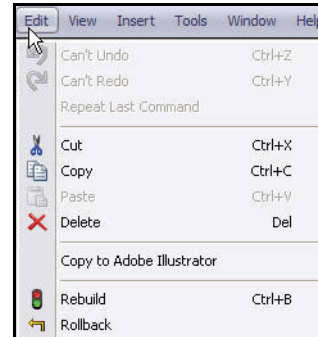 Edit View Insert Tools Window Help
Can't Undo Ctrl+Z
Can't Redo Ctrl+Y
Repeat Last Command
Cut Ctrl+X
Copy Ctrl+C
Paste Ctrl+V
Delete Del
Copy to Adobe Illustrator
Rebuild Ctrl+B
Rollback